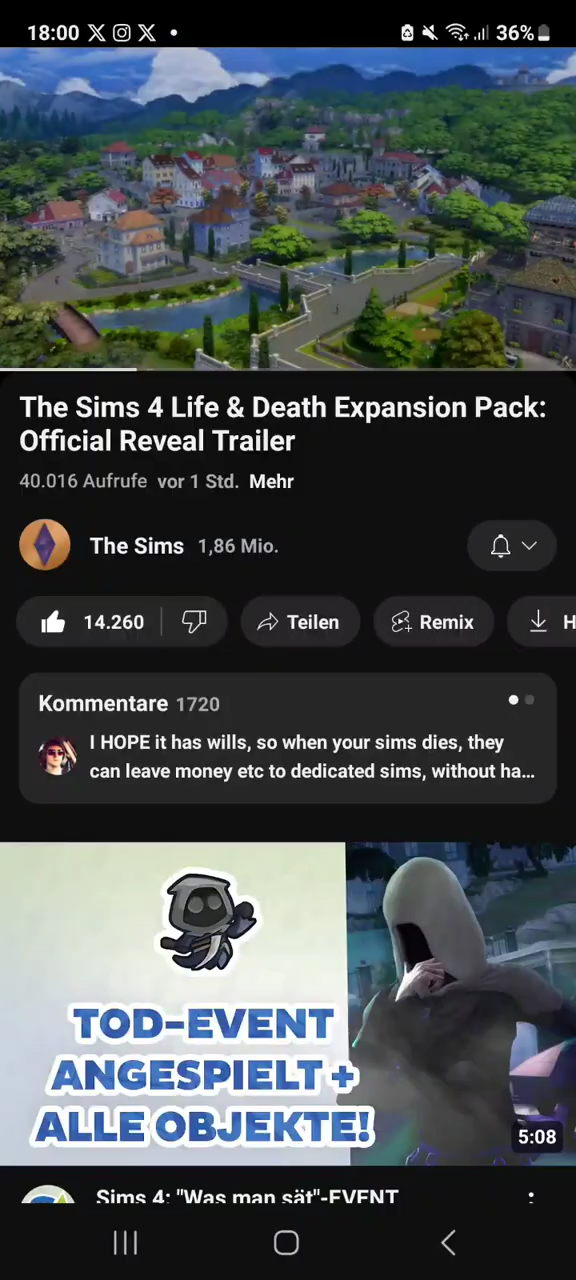 18:00
36%
The Sims 4 Life & Death Expansion Pack:
Official Reveal Trailer
40.016 Aufrufe vor 1 Std. Mehr
The Sims 1,86 Mio.
14.260 Teilen Remix H
Kommentare 1720
I HOPE it has wills, so when your sims dies, they
can leave money etc to dedicated sims, without ha...
TOD-EVENT
ANGESPIELT +
ALLE OBJEKTE!
5:08
Sims 4: "Was man sät"-EVENT